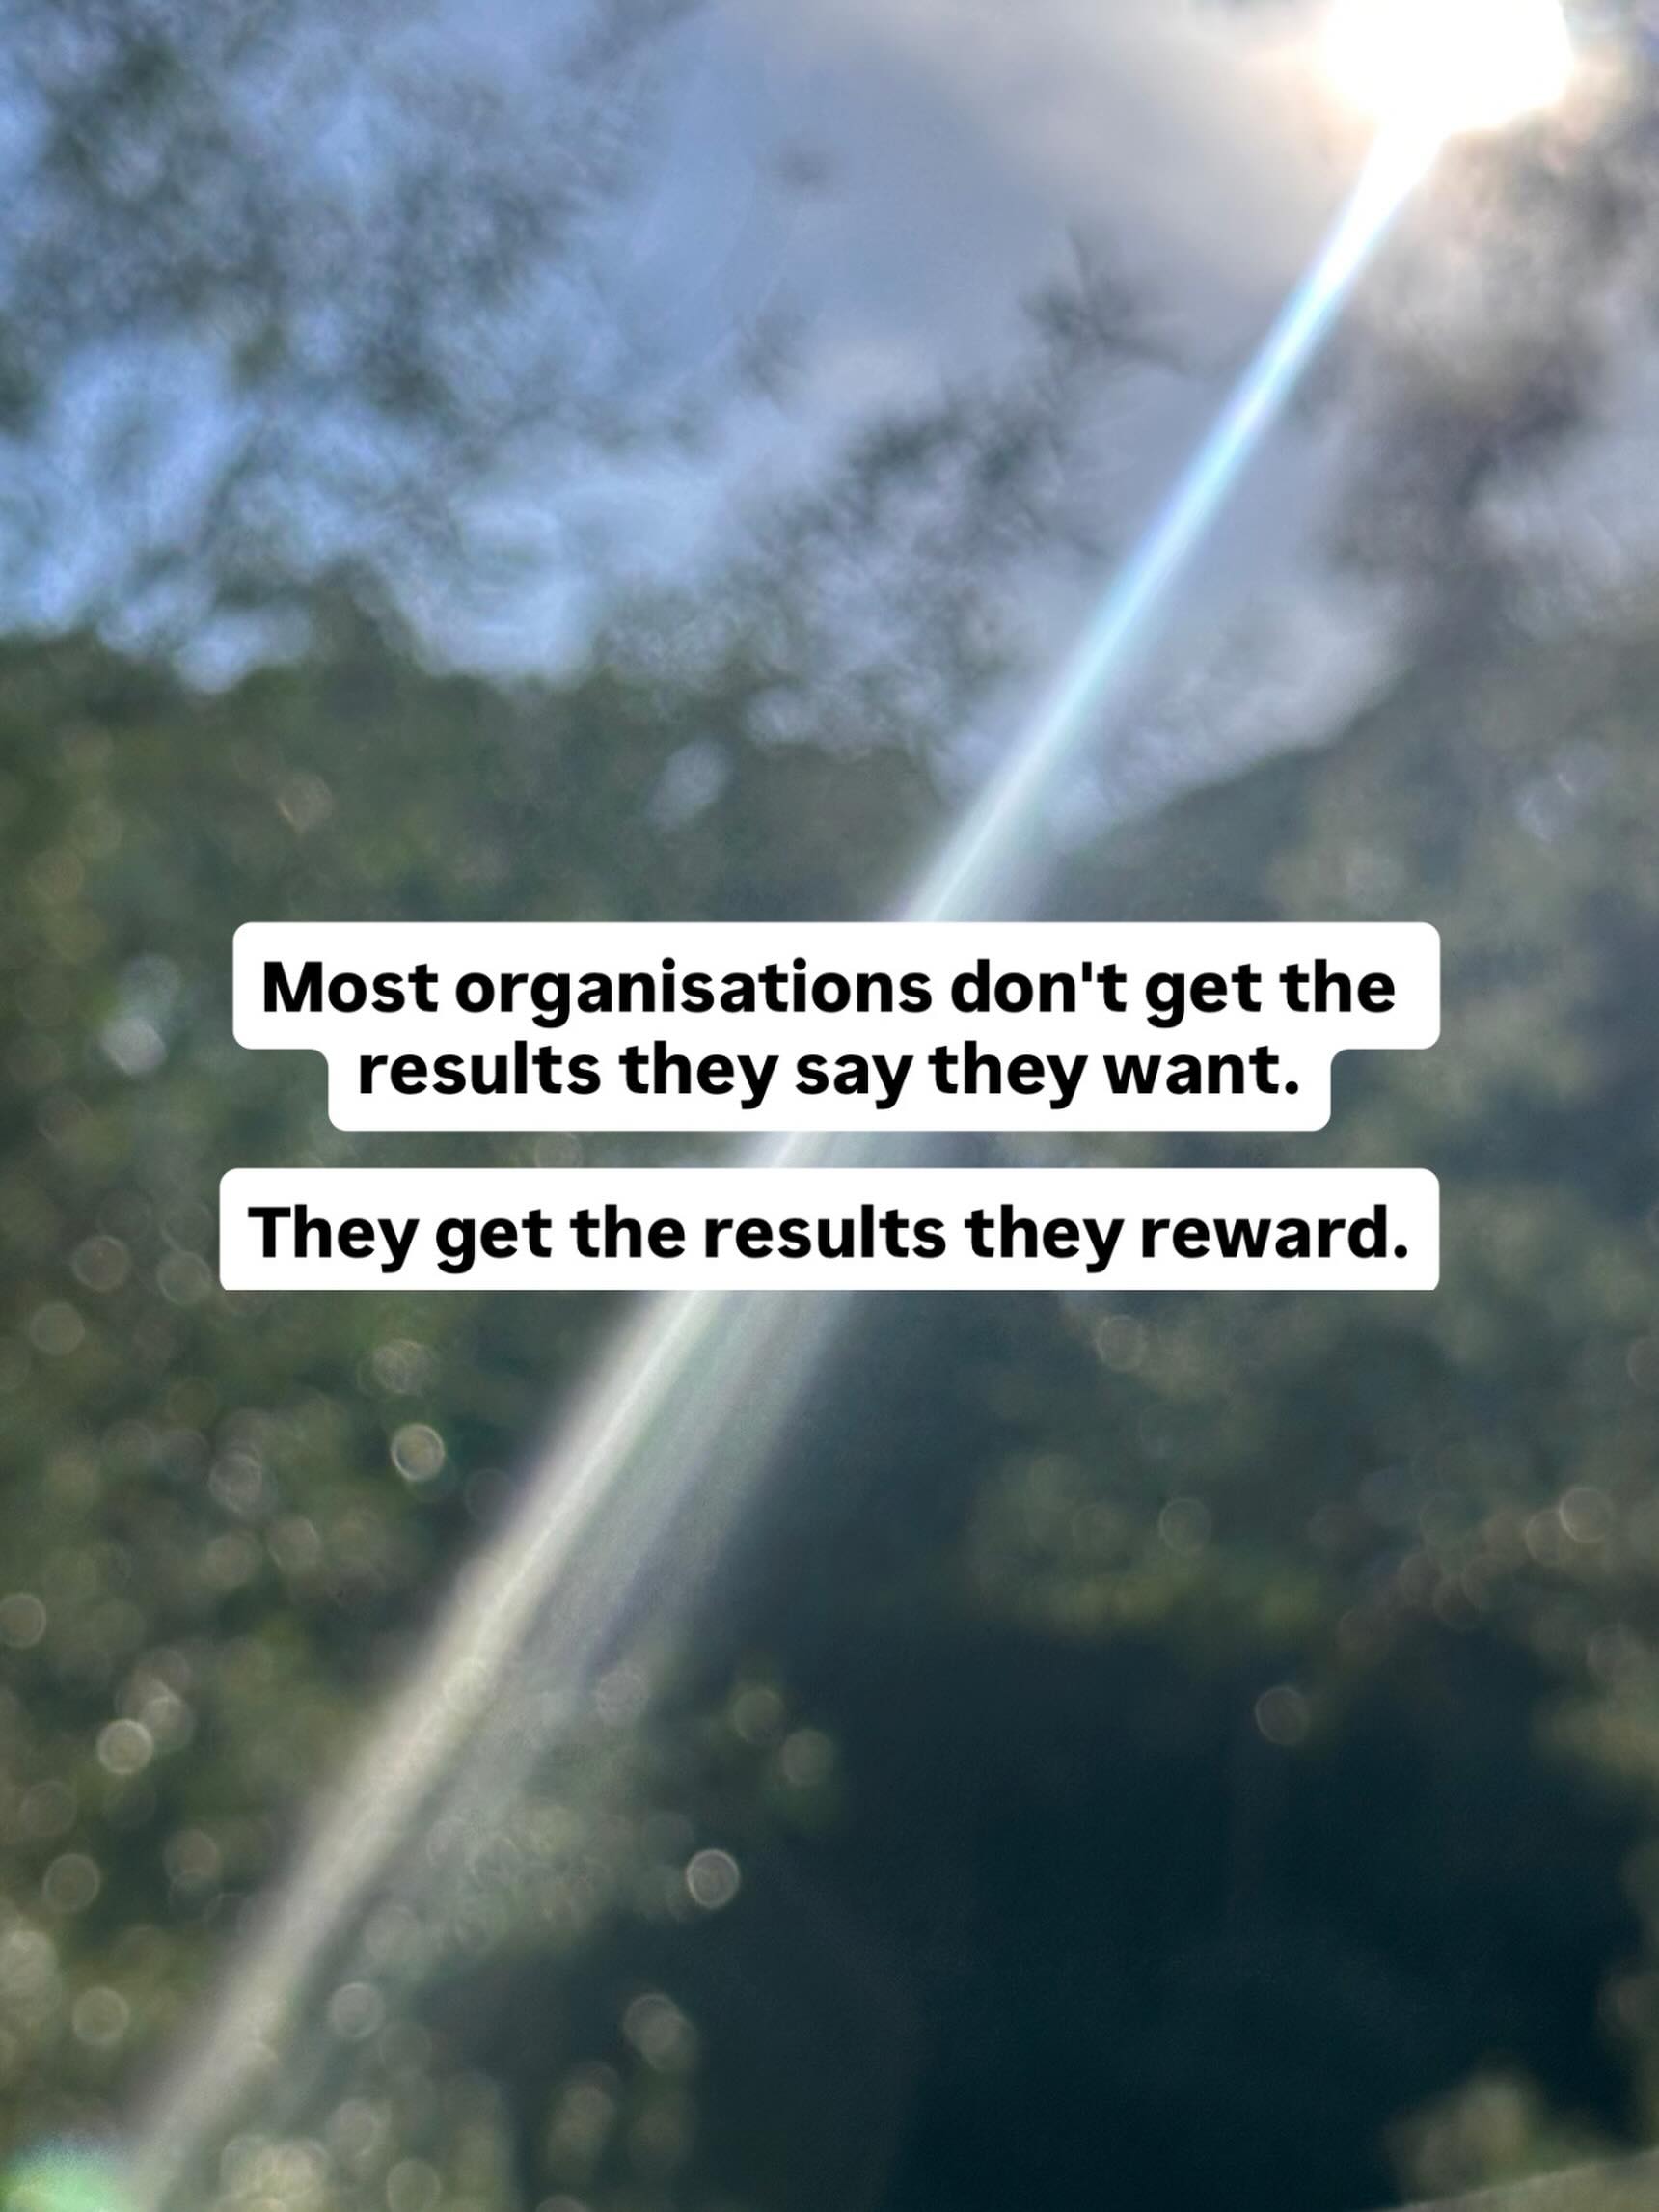 Most organisations don't get the
results they say they want.
They get the results they reward.